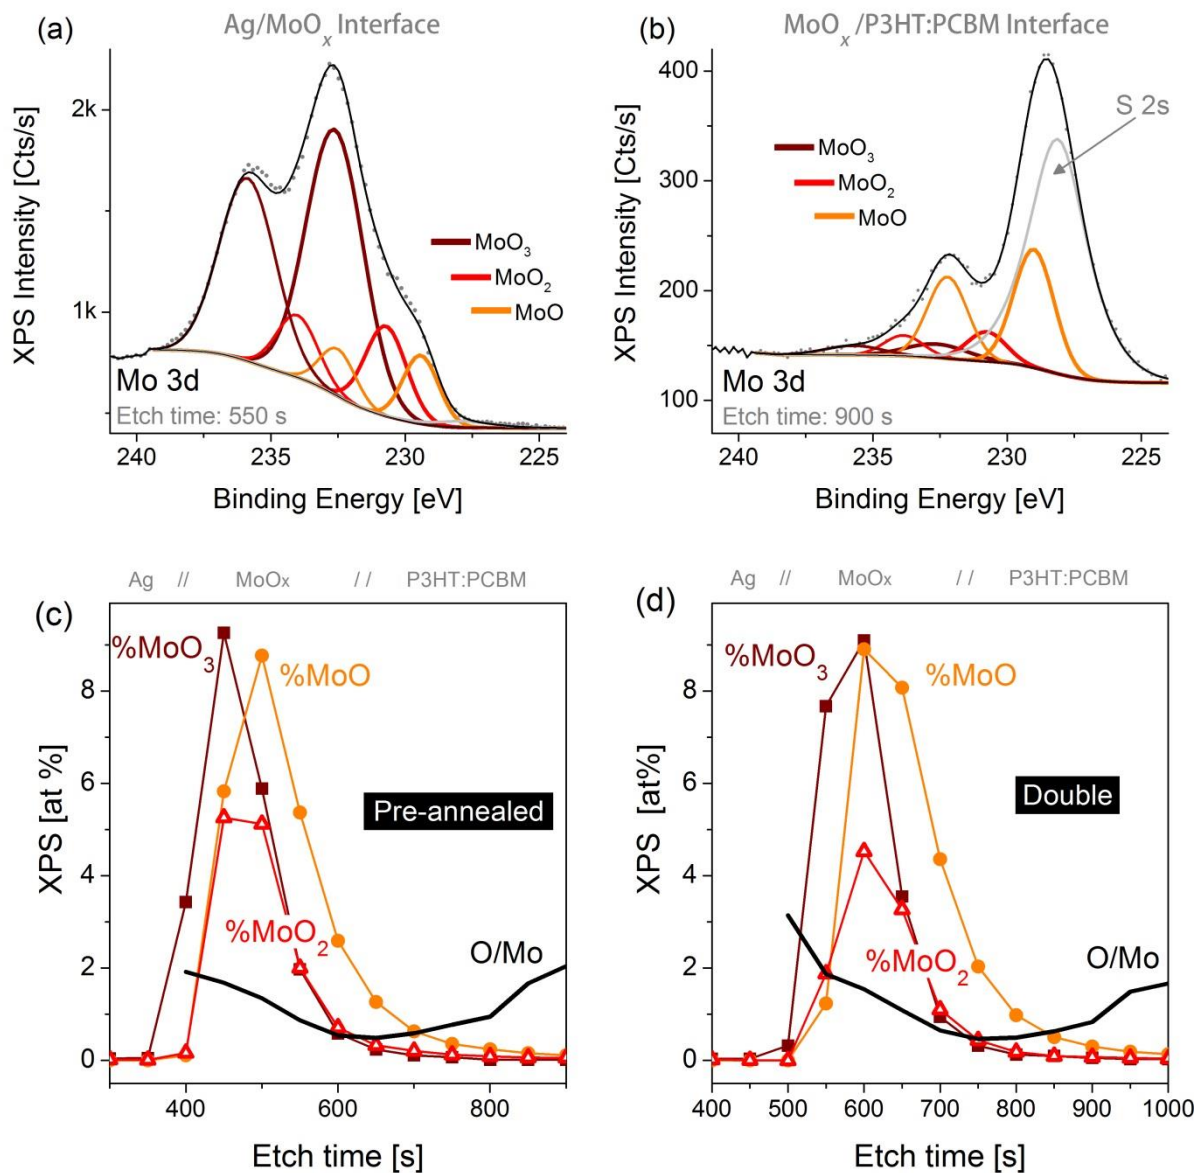 (a)
Ag/MoOₓ Interface
XPS Intensity [Cts/s]
2k
1k
MoO₃
MoO₂
MoO
Mo 3d
Etch time: 550 s
240 235 230 225
Binding Energy [eV]
(b)
MoOₓ/P3HT:PCBM Interface
XPS Intensity [Cts/s]
400
300
200
100
S 2s
MoO₃
MoO₂
MoO
Mo 3d
Etch time: 900 s
240 235 230 225
Binding Energy [eV]
Ag // MoOx / / P3HT:PCBM
(c)
XPS [at %]
8
6
4
2
0
%MoO₃
%MoO
Pre-annealed
%MoO₂
O/Mo
400 600 800
Etch time [s]
Ag // MoOx / / P3HT:PCBM
(d)
XPS [at%]
8
6
4
2
0
%MoO₃
%MoO
Double
%MoO₂
O/Mo
400 500 600 700 800 900 1000
Etch time [s]